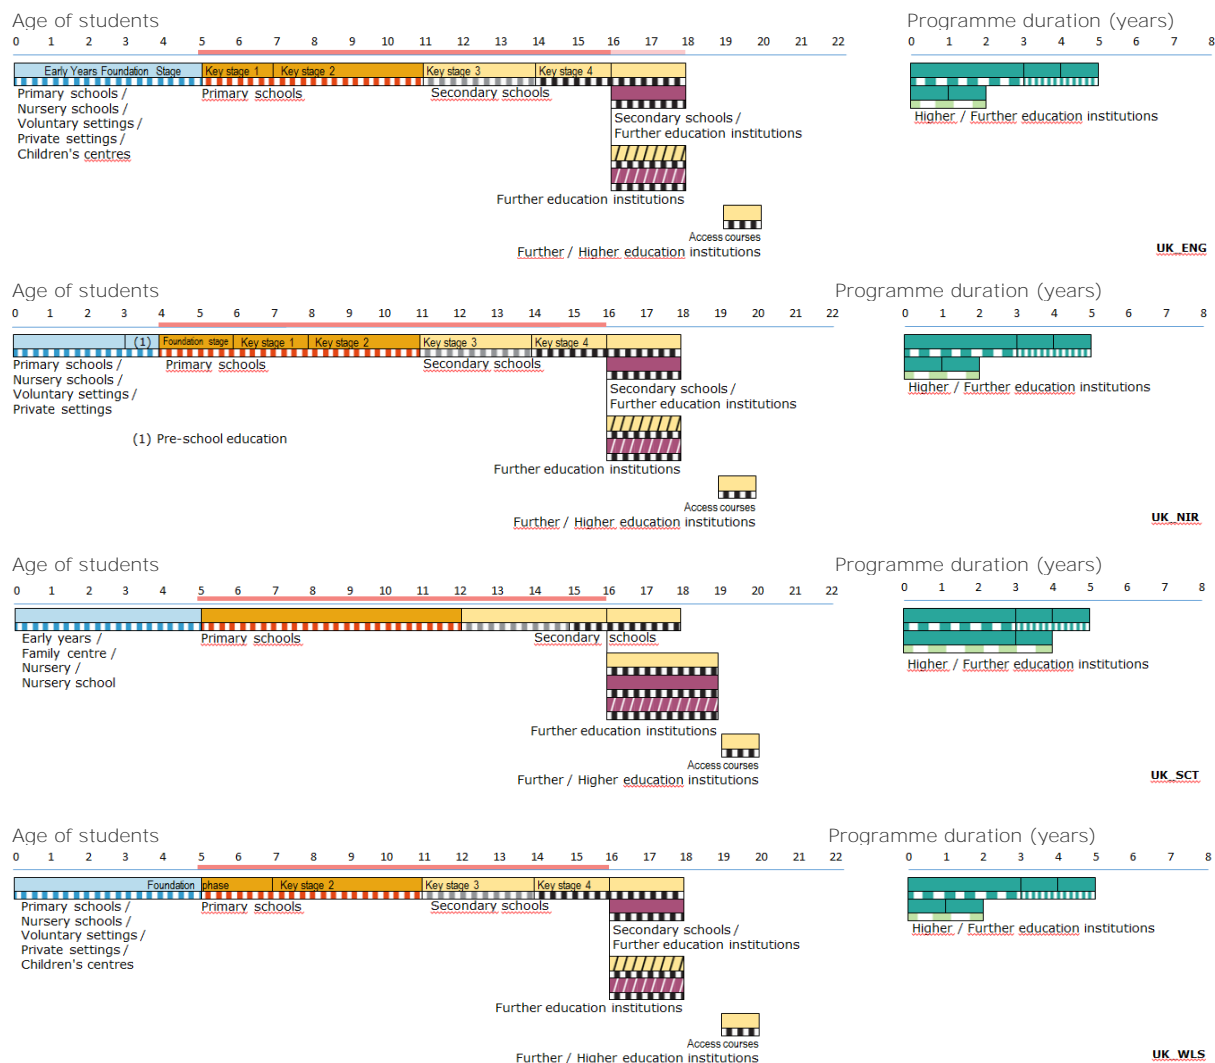 Age of students
Programme duration (years)
0 1 2 3 4 5 6 7 8 9 10 11 12 13 14 15 16 17 18 19 20 21 22
0 1 2 3 4 5 6 7 8
Early Years Foundation Stage
Key stage 1
Key stage 2
Key stage 3
Key stage 4
Primary schools /
Nursery schools /
Voluntary settings /
Private settings /
Children's centres
Primary schools
Secondary schools
Secondary schools /
Further education institutions
Further education institutions
Access courses
Further / Higher education institutions
Higher / Further education institutions
UK_ENG
Age of students
Programme duration (years)
0 1 2 3 4 5 6 7 8 9 10 11 12 13 14 15 16 17 18 19 20 21 22
0 1 2 3 4 5 6 7 8
(1)
Foundation stage
Key stage 1
Key stage 2
Key stage 3
Key stage 4
Primary schools /
Nursery schools /
Voluntary settings /
Private settings
Primary schools
Secondary schools
Secondary schools /
Further education institutions
(1) Pre-school education
Further education institutions
Access courses
Further / Higher education institutions
Higher / Further education institutions
UK_NIR
Age of students
Programme duration (years)
0 1 2 3 4 5 6 7 8 9 10 11 12 13 14 15 16 17 18 19 20 21 22
0 1 2 3 4 5 6 7 8
Early years /
Family centre /
Nursery /
Nursery school
Primary schools
Secondary schools
Further education institutions
Access courses
Further / Higher education institutions
Higher / Further education institutions
UK_SCT
Age of students
Programme duration (years)
0 1 2 3 4 5 6 7 8 9 10 11 12 13 14 15 16 17 18 19 20 21 22
0 1 2 3 4 5 6 7 8
Foundation phase
Key stage 2
Key stage 3
Key stage 4
Primary schools /
Nursery schools /
Voluntary settings /
Private settings /
Children's centres
Primary schools
Secondary schools
Secondary schools /
Further education institutions
Further education institutions
Access courses
Further / Higher education institutions
Higher / Further education institutions
UK_WLS